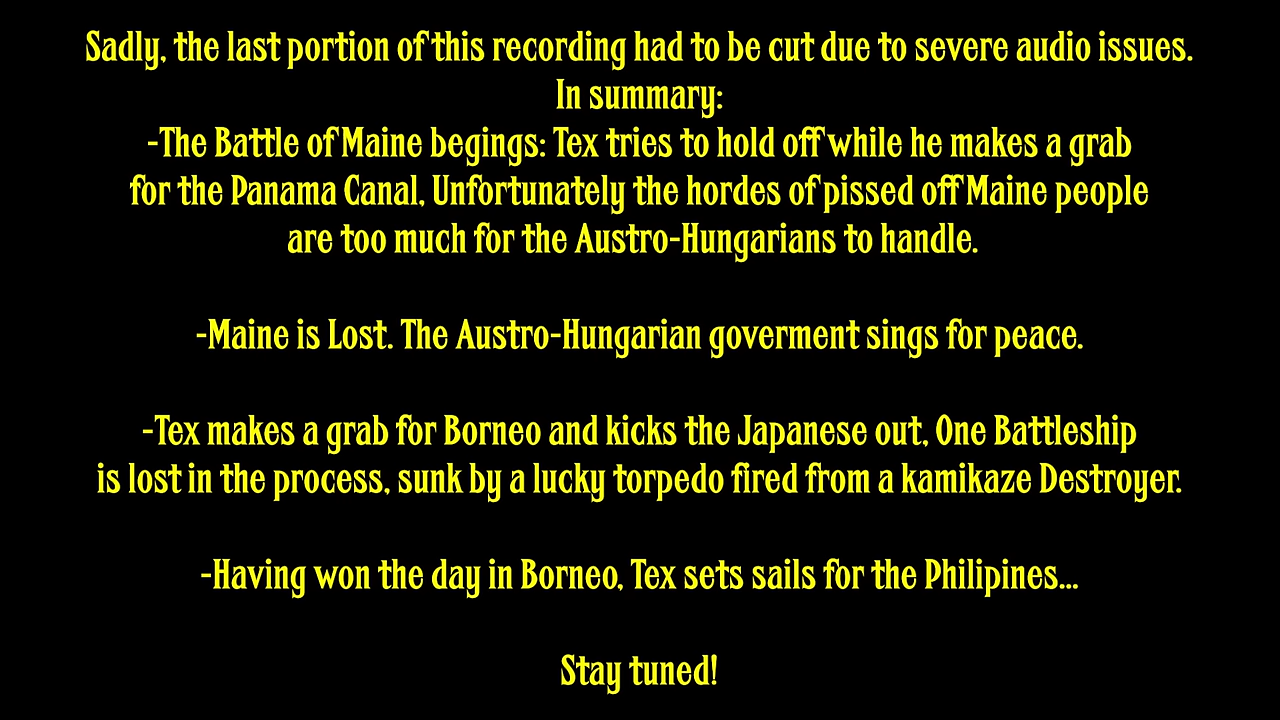 Sadly, the last portion of this recording had to be cut due to severe audio issues.
In summary:
-The Battle of Maine begings: Tex tries to hold off while he makes a grab
for the Panama Canal, Unfortunately the hordes of pissed off Maine people
are too much for the Austro-Hungarians to handle.
-Maine is Lost. The Austro-Hungarian goverment sings for peace.
-Tex makes a grab for Borneo and kicks the Japanese out, One Battleship
is lost in the process, sunk by a lucky torpedo fired from a kamikaze Destroyer.
-Having won the day in Borneo, Tex sets sails for the Philipines...
Stay tuned!